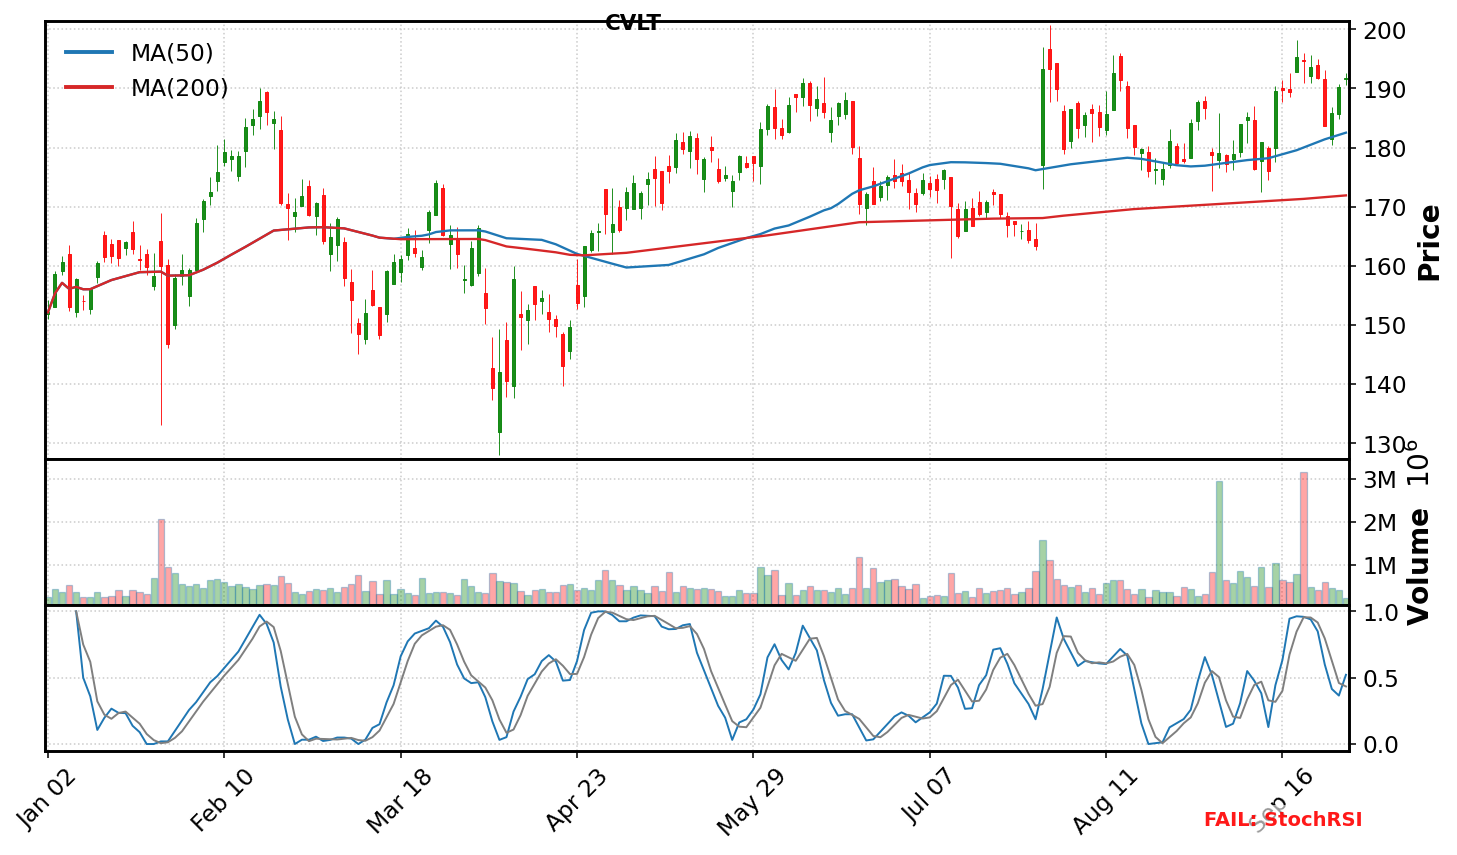 CVLT
MA(50)
MA(200)
200
190
180
170
160
150
140
130
Price
3M
2M
1M
Volume 10⁶
1.0
0.5
0.0
Jan 02
Feb 10
Mar 18
Apr 23
May 29
Jul 07
Aug 11
Sep 16
FAIL: StochRSI